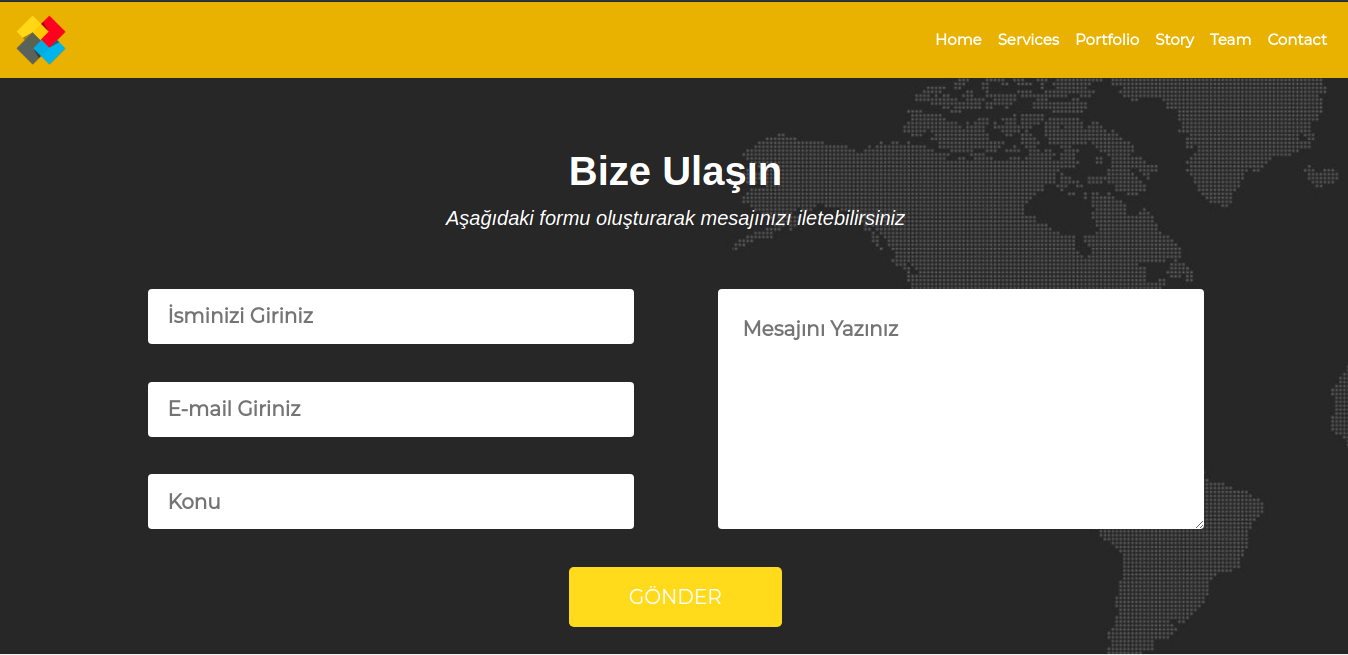 Home Services Portfolio Story Team Contact
Bize Ulaşın
Aşağıdaki formu oluşturarak mesajınızı iletebilirsiniz
İsminizi Giriniz
E-mail Giriniz
Konu
Mesajını Yazınız
GÖNDER